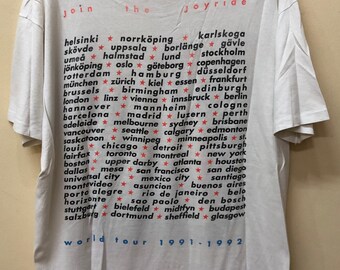 join the joyride
helsinki * norrköping * karlskoga
skövde * uppsala * borlänge * gävle
umeå * halmstad * lund * stockholm
jönköping * oslo * göteborg * copenhagen
rotterdam * hamburg * düsseldorf
münchen * zürich * kiel * essen * frankfurt
brussels * birmingham * edinburgh
london * linz * vienna * innsbruck * berlin
hannover * mannheim * cologne
barcelona * madrid * luzern * perth
adelaide * melbourne * sydney * brisbane
vancouver * seattle * calgary * edmonton
saskatoon * winnipeg * minneapolis * st.
louis * chicago * detroit * pittsburgh
fairfax * toronto * montreal * new york
boston * upper darby * atlanta
dallas * mesa * san francisco * san diego
universal city * mexico city * santiago
montevideo * asuncion * buenos aires
porto alegre * rio de janeiro * belo
horizonte * sao paolo * den bosch
stuttgart * bielefeld * midtfyn * budapest
salzburg * dortmund * sheffield * glasgow
world tour 1991-1992